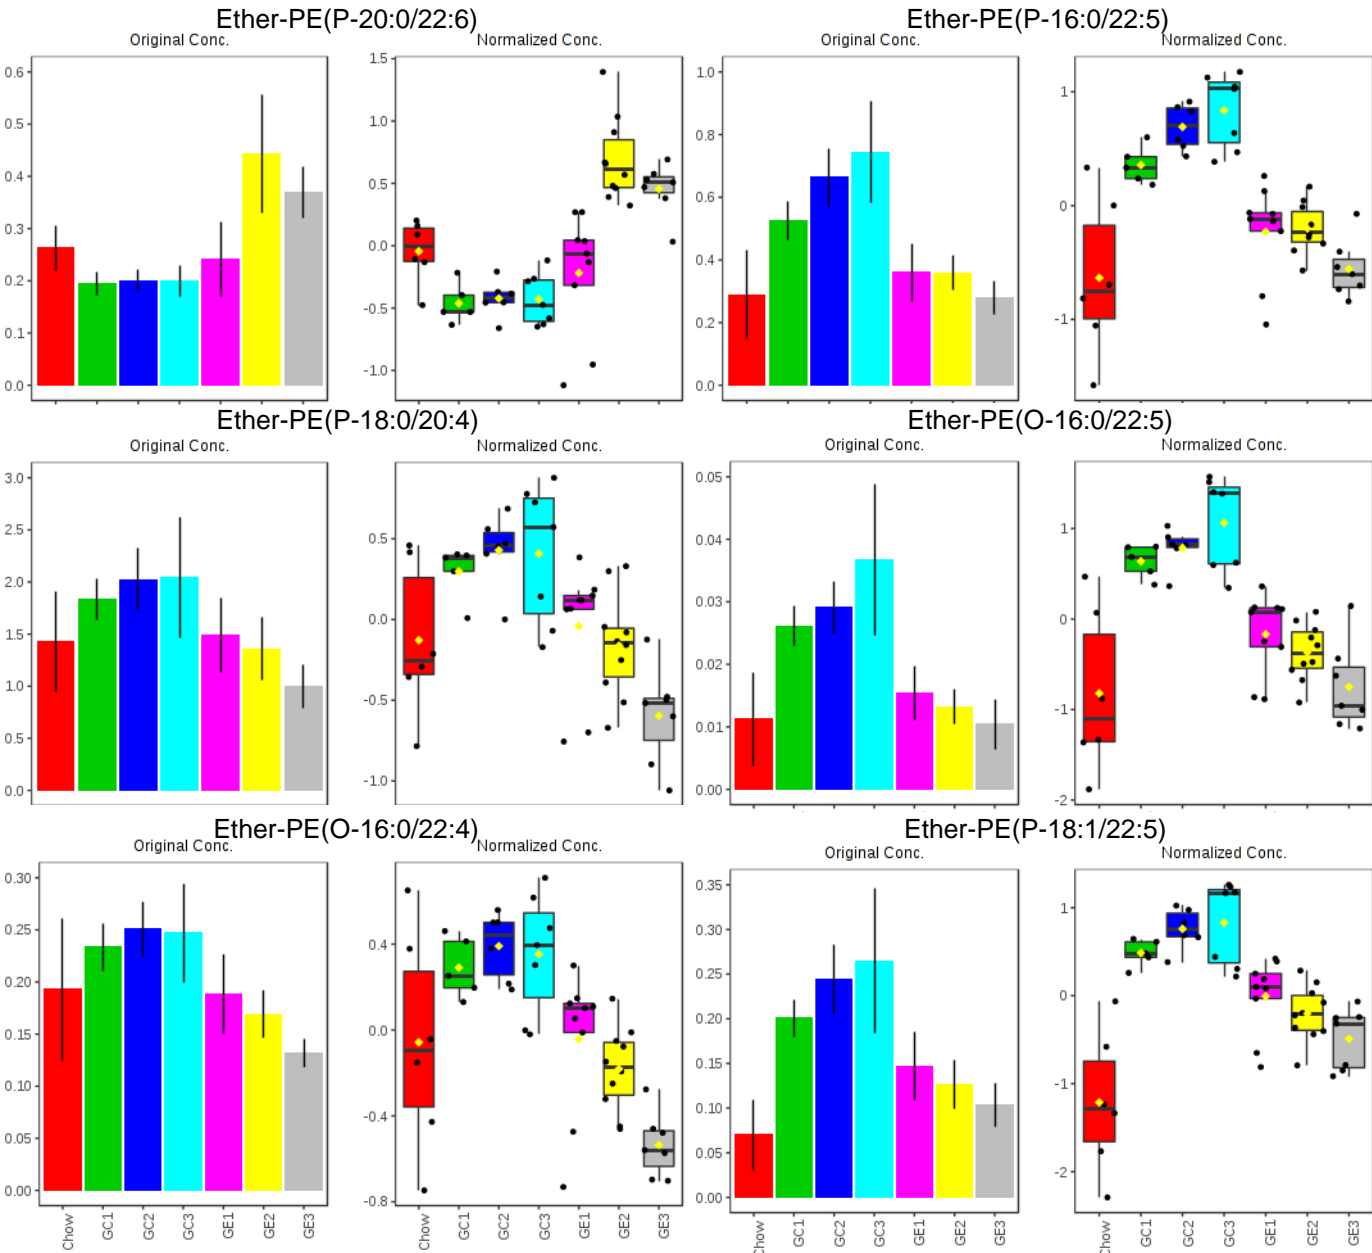 Ether-PE(P-20:0/22:6)
Original Conc.
Normalized Conc.
0.6
0.5
0.4
0.3
0.2
0.1
0.0
1.5
1.0
0.5
0.0
-0.5
-1.0
Ether-PE(P-16:0/22:5)
Original Conc.
Normalized Conc.
1.0
0.8
0.6
0.4
0.2
0.0
1
0
-1
Ether-PE(P-18:0/20:4)
Original Conc.
Normalized Conc.
3.0
2.5
2.0
1.5
1.0
0.5
0.0
0.5
0.0
-0.5
-1.0
Ether-PE(O-16:0/22:5)
Original Conc.
Normalized Conc.
0.05
0.04
0.03
0.02
0.01
0.00
1
0
-1
-2
Ether-PE(O-16:0/22:4)
Original Conc.
Normalized Conc.
0.30
0.25
0.20
0.15
0.10
0.05
0.00
Chow
GC1
GC2
GC3
GE1
GE2
GE3
0.4
0.0
-0.4
-0.8
Chow
GC1
GC2
GC3
GE1
GE2
GE3
Ether-PE(P-18:1/22:5)
Original Conc.
Normalized Conc.
0.35
0.30
0.25
0.20
0.15
0.10
0.05
0.00
Chow
GC1
GC2
GC3
GE1
GE2
GE3
1
0
-1
-2
Chow
GC1
GC2
GC3
GE1
GE2
GE3